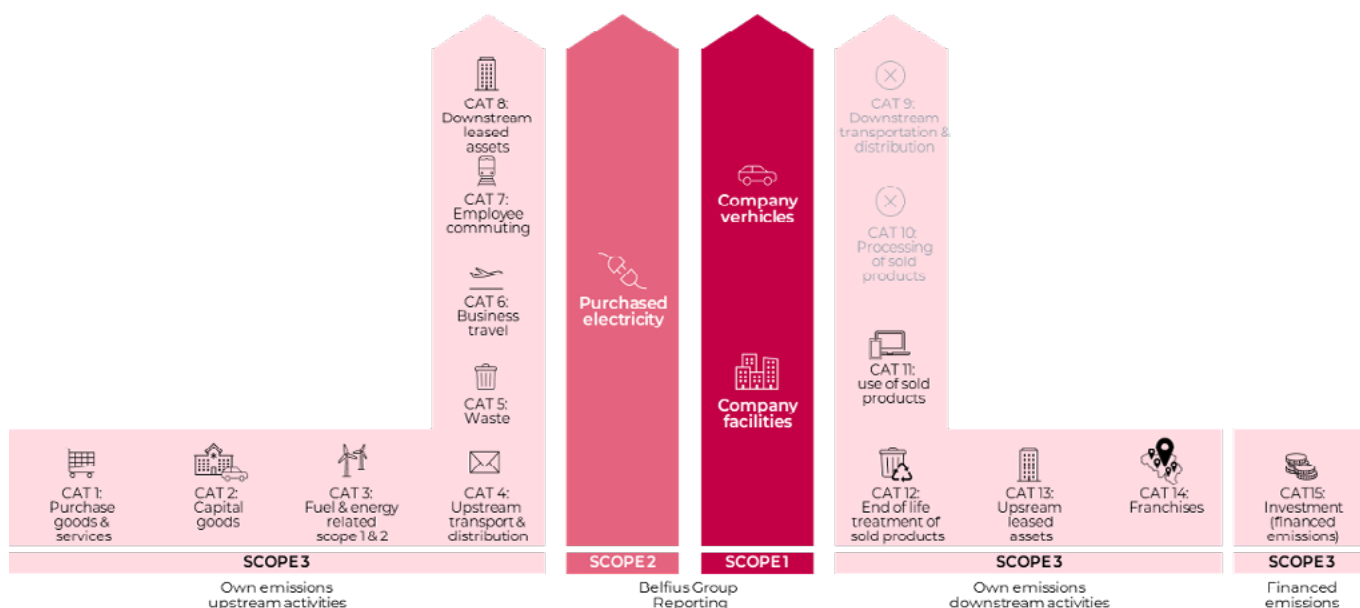 CAT 8:
Downstream
leased
assets
CAT 7:
Employee
commuting
CAT 6:
Business
travel
CAT 5:
Waste
CAT 1:
Purchase
goods &
services
CAT 2:
Capital
goods
CAT 3:
Fuel & energy
related
scope 1 & 2
CAT 4:
Upstream
transport &
distribution
SCOPE 3
Own emissions
upstream activities
Purchased
electricity
SCOPE 2
Company
verhicles
Company
facilities
SCOPE 1
Belfius Group
Reporting
CAT 9:
Downstream
transportation &
distribution
CAT 10:
Processing
of sold
products
CAT 11:
use of sold
products
CAT 12:
End of life
treatment of
sold products
CAT 13:
Upsream
leased
assets
CAT 14:
Franchises
SCOPE 3
Own emissions
downstream activities
CAT15:
Investment
(financed
emissions)
SCOPE 3
Financed
emissions